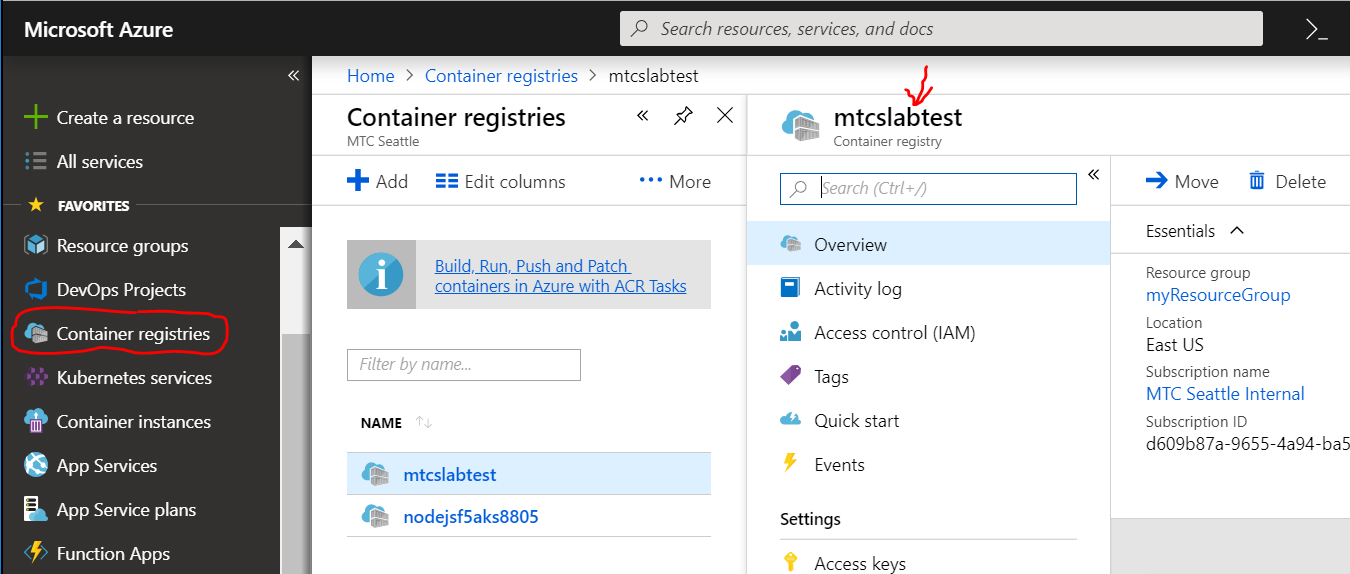 Microsoft Azure
Search resources, services, and docs
Create a resource
All services
FAVORITES
Resource groups
DevOps Projects
Container registries
Kubernetes services
Container instances
App Services
App Service plans
Function Apps
Home > Container registries > mtcslabtest
Container registries
MTC Seattle
Add
Edit columns
More
Build, Run, Push and Patch
containers in Azure with ACR Tasks
Filter by name...
NAME
mtcslabtest
nodejsf5aks8805
mtcslabtest
Container registry
Search (Ctrl+/)
Overview
Activity log
Access control (IAM)
Tags
Quick start
Events
Settings
Access keys
Move
Delete
Essentials
Resource group
myResourceGroup
Location
East US
Subscription name
MTC Seattle Internal
Subscription ID
d609b87a-9655-4a94-ba5